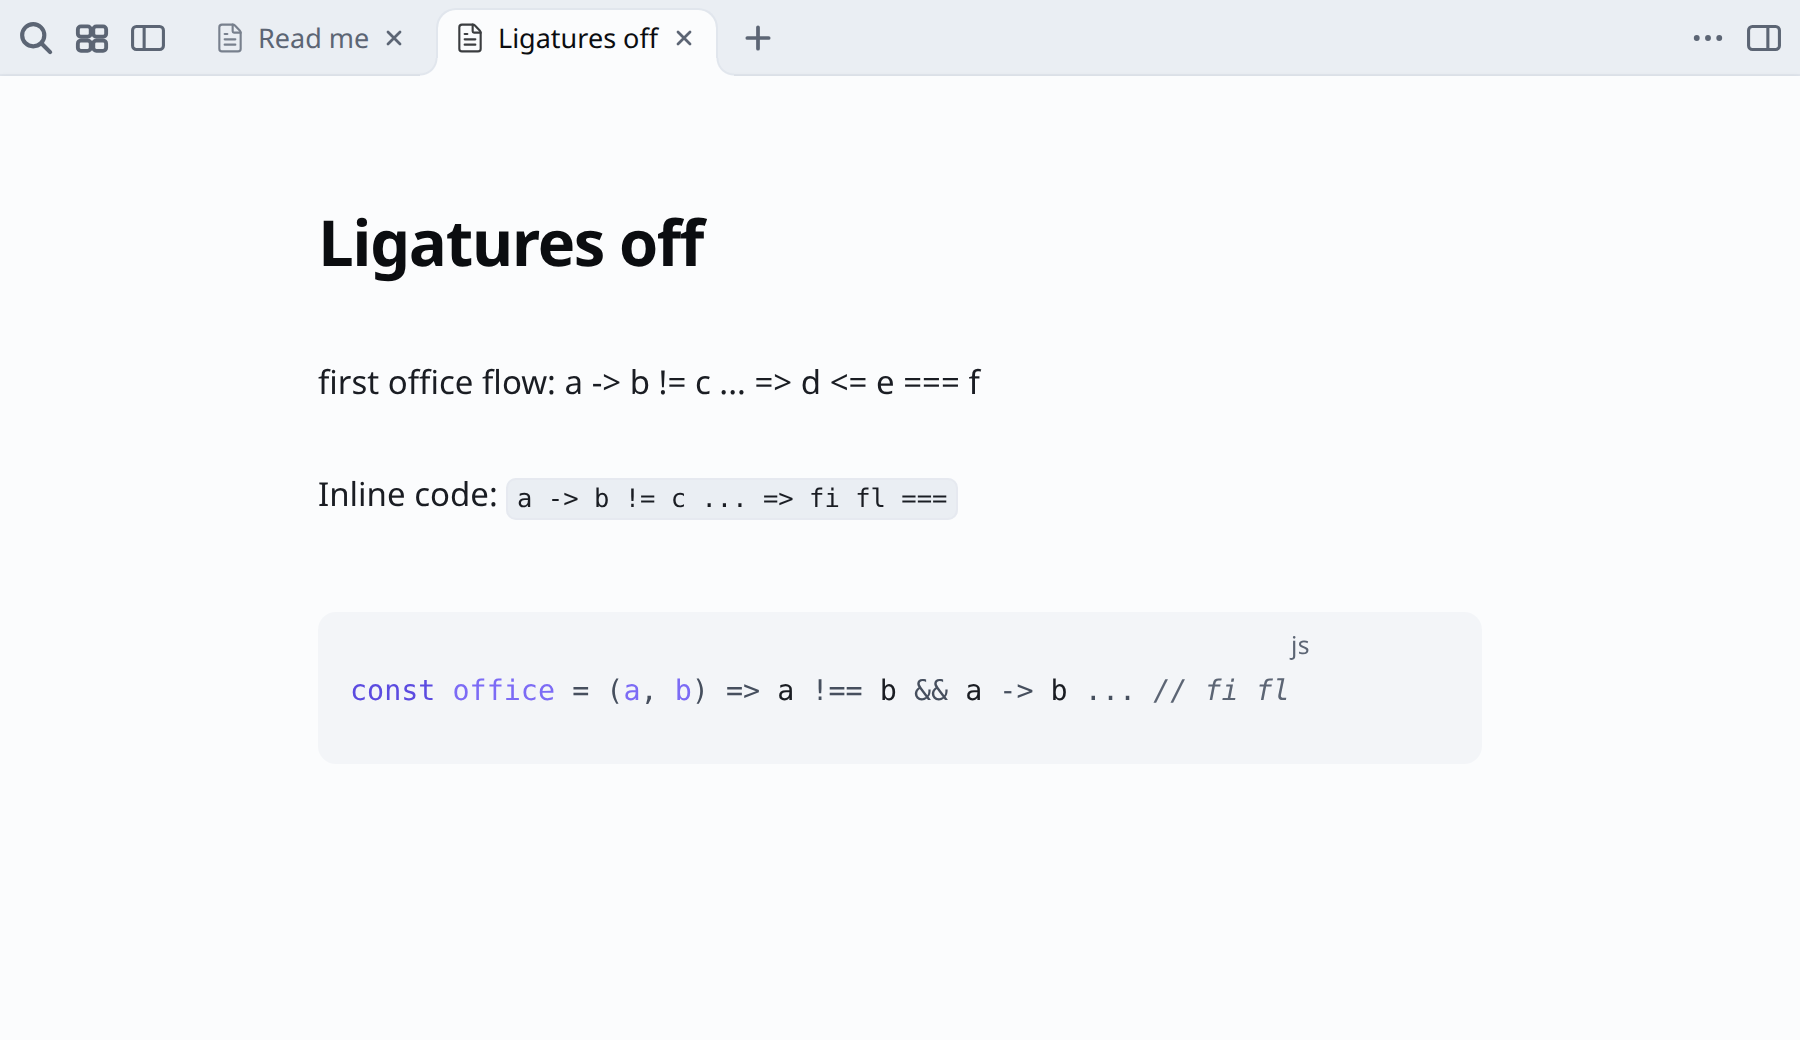 Read me
Ligatures off
Ligatures off
first office flow: a -> b != c ... => d <= e === f
Inline code: a -> b != c ... => fi fl ===
js
const office = (a, b) => a !== b && a -> b ... // fi fl